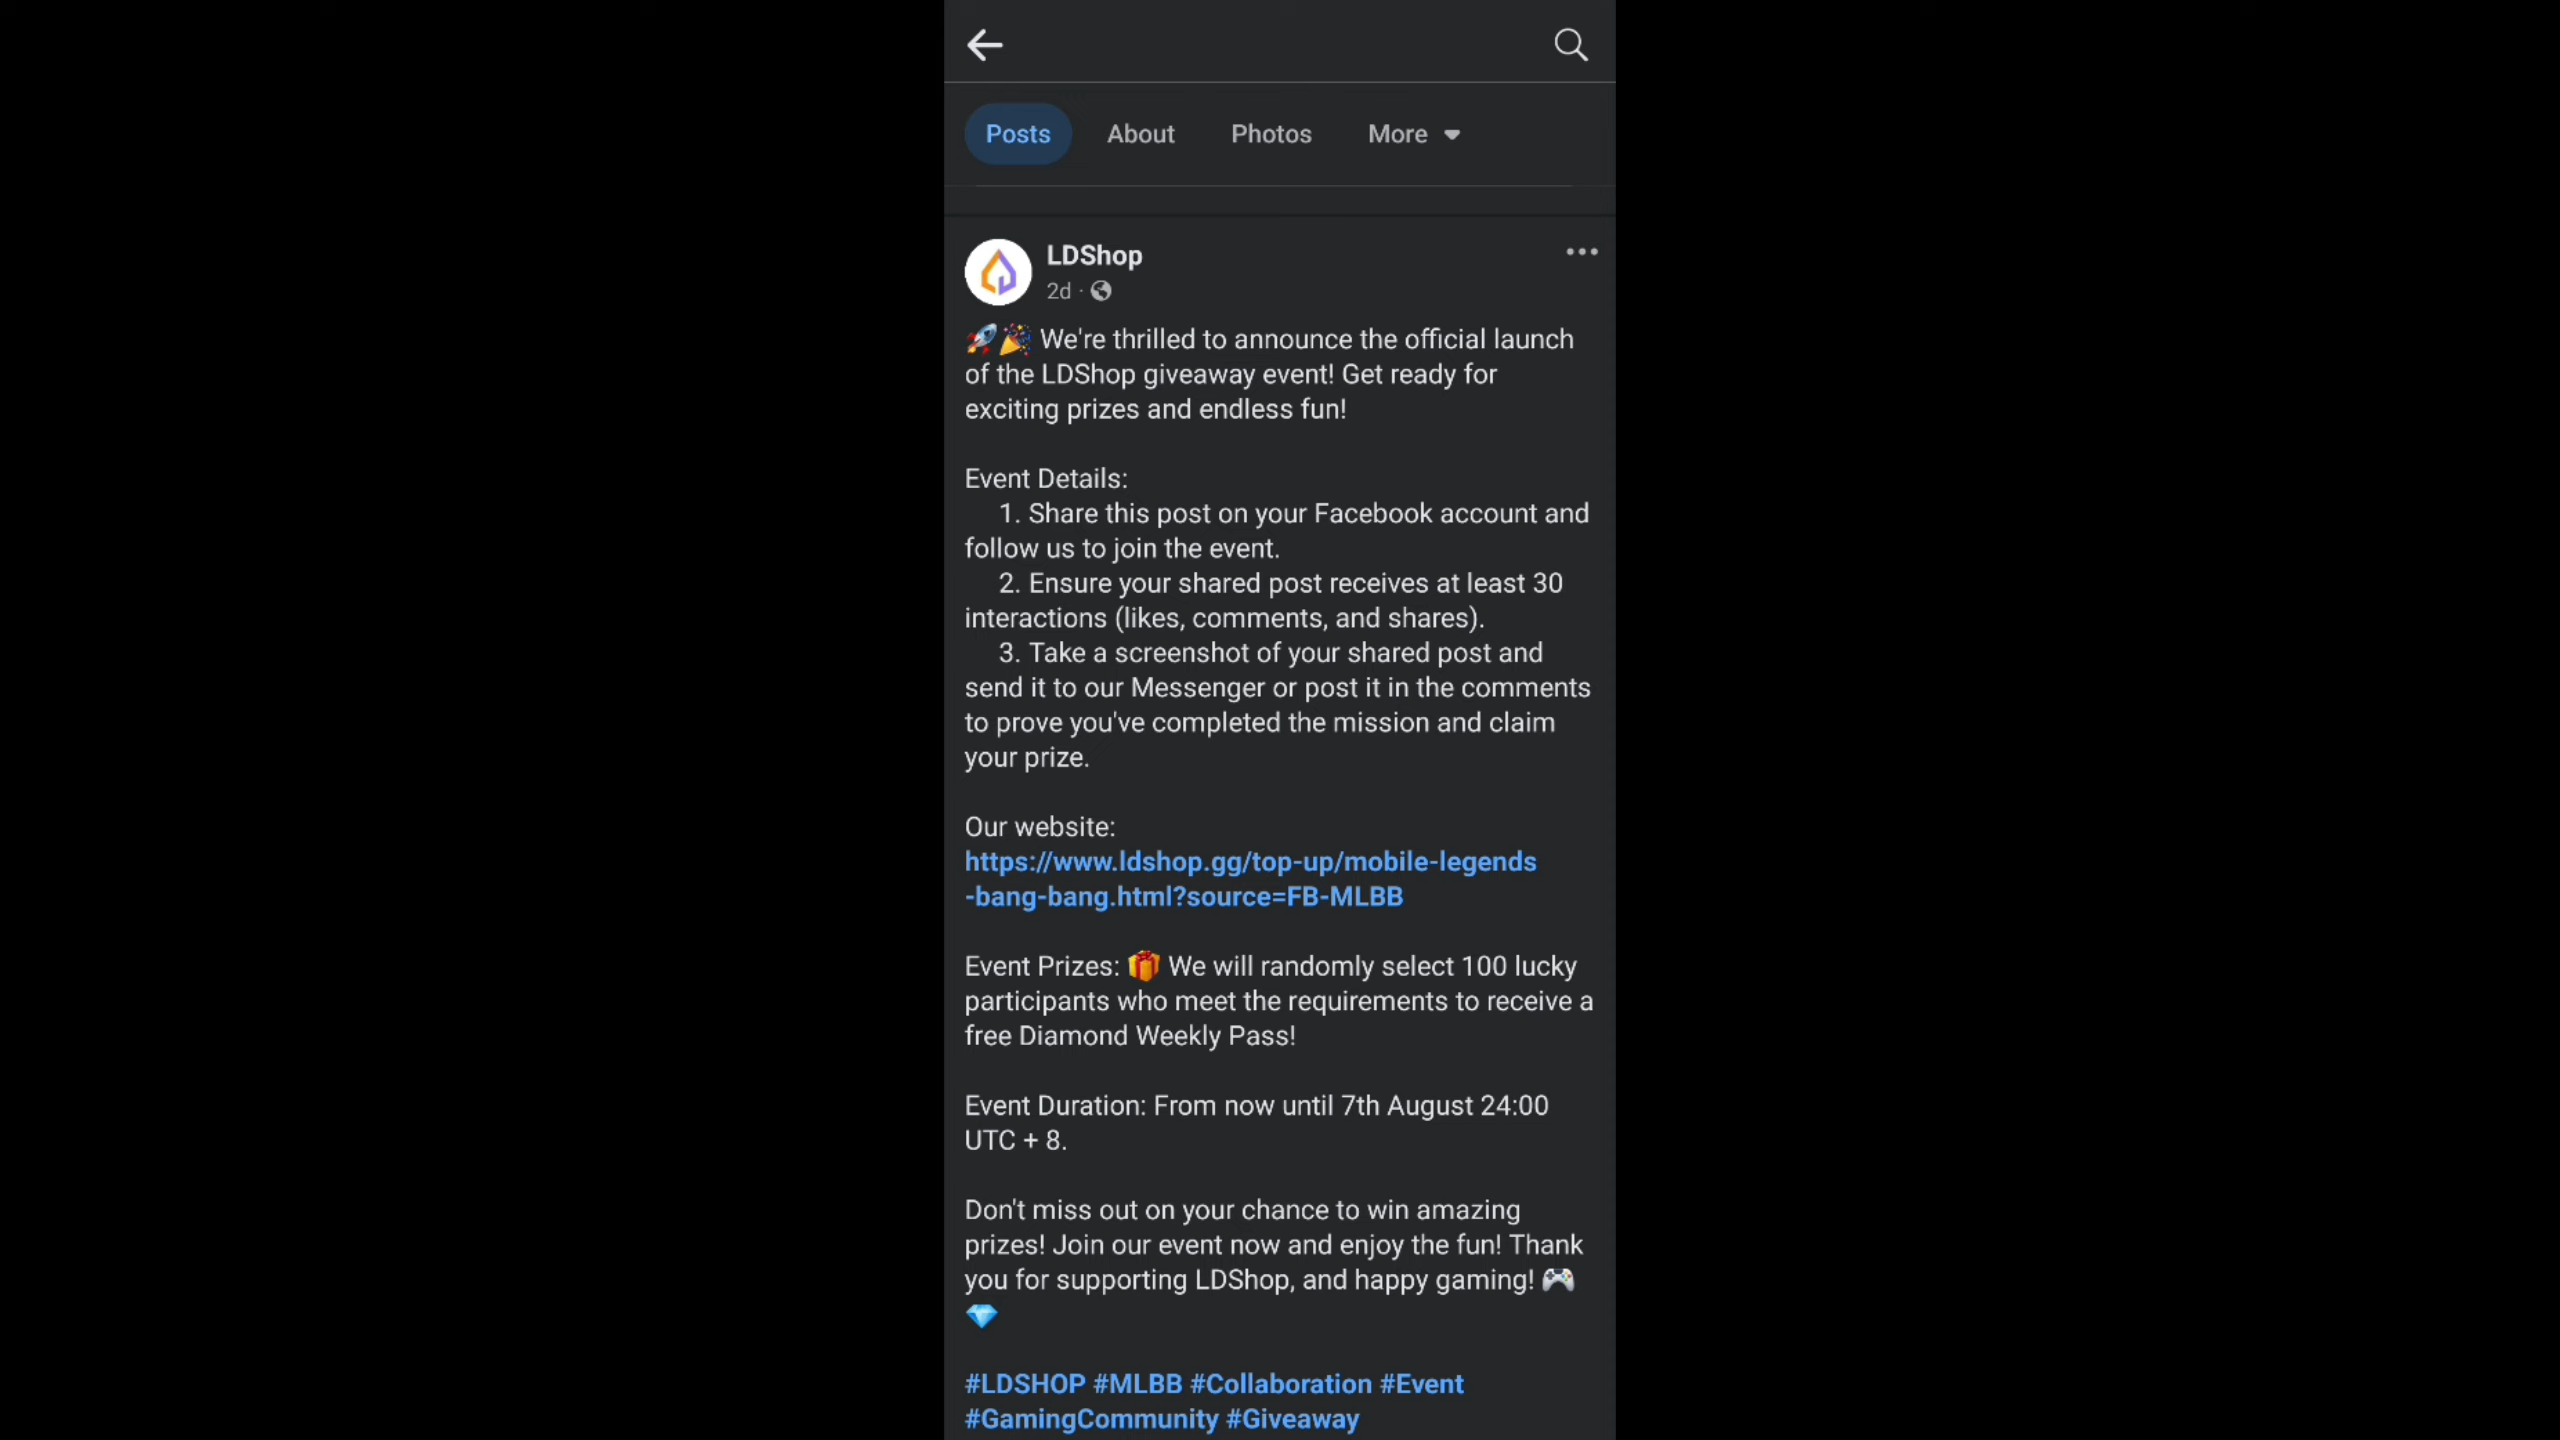 Posts About Photos More
LDShop
2d ·
🚀🎉 We're thrilled to announce the official launch
of the LDShop giveaway event! Get ready for
exciting prizes and endless fun!
Event Details:
1. Share this post on your Facebook account and
follow us to join the event.
2. Ensure your shared post receives at least 30
interactions (likes, comments, and shares).
3. Take a screenshot of your shared post and
send it to our Messenger or post it in the comments
to prove you've completed the mission and claim
your prize.
Our website:
https://www.ldshop.gg/top-up/mobile-legends
-bang-bang.html?source=FB-MLBB
Event Prizes: 🎁 We will randomly select 100 lucky
participants who meet the requirements to receive a
free Diamond Weekly Pass!
Event Duration: From now until 7th August 24:00
UTC + 8.
Don't miss out on your chance to win amazing
prizes! Join our event now and enjoy the fun! Thank
you for supporting LDShop, and happy gaming! 🎮
💎
#LDSHOP #MLBB #Collaboration #Event
#GamingCommunity #Giveaway